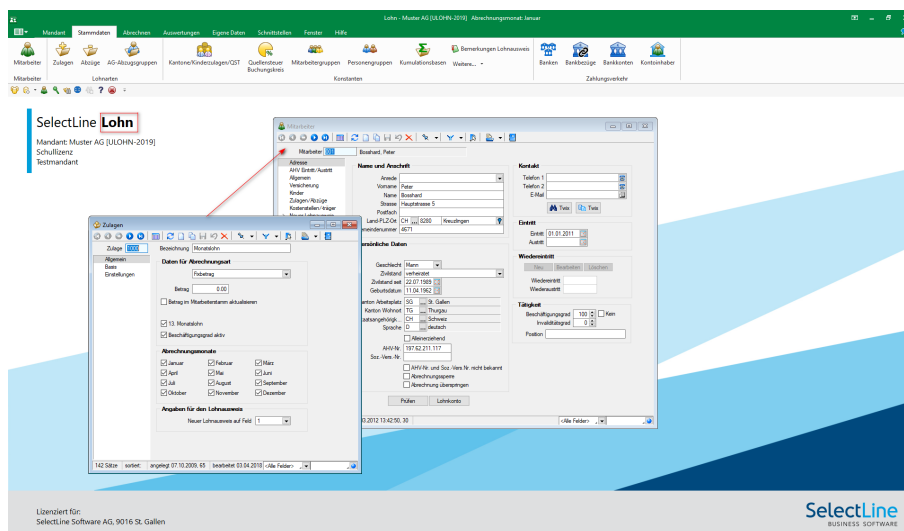 Lohn - Muster AG [ULOHN-2019] Abrechnungsmonat: Januar
Mandant Stammdaten Abrechnen Auswertungen Eigene Daten Schnittstellen Fenster Hilfe
Mitarbeiter Zulagen Abzüge AG-Abzugsgruppen Kantone/Kinderzulagen/QST Quellensteuer Buchungskreis Mitarbeitergruppen Personengruppen Kumulationsbasen Bemerkungen Lohnausweis Weitere... Banken Bankbezüge Bankkonten Kontoinhaber
Mitarbeiter Lohnarten Konstanten Zahlungsverkehr
SelectLine Lohn
Mandant: Muster AG [ULOHN-2019]
Schullizenz
Testmandant
Mitarbeiter
Mitarbeiter Bosshard, Peter
Adresse
AHV Eintritt/Austritt
Allgemein
Versicherung
Kinder
Zulagen/Abzüge
Kostenstellen/-träger
Name und Anschrift
Anrede
Vorname Peter
Name Bosshard
Strasse Hauptstrasse 5
Postfach
Land-PLZ-Ort CH ... 8280 Kreuzlingen
4671
Geschlecht Mann
Zivilstand verheiratet
Zivilstand seit 22.07.1989
Geburtsdatum 11.04.1962
Kanton Arbeitsplatz SG ... St. Gallen
Kanton Wohnort TG ... Thurgau
CH ... Schweiz
Sprache D ... deutsch
Alleinerziehend
AHV-Nr. 197.62.211.117
Soz.-Vers.-Nr.
AHV-Nr. und Soz.-Vers.Nr. nicht bekannt
Abrechnungssperre
Abrechnung überspringen
Prüfen Lohnkonto
<Alle Felder>
Kontakt
Telefon 1
Telefon 2
E-Mail
Twix Twix
Eintritt
Eintritt 01.01.2011
Austritt
Wiedereintritt
Neu Bearbeiten Löschen
Wiedereintritt
Wiederaustritt
Tätigkeit
Beschäftigungsgrad 100 Kein
Invaliditätsgrad 0
Position
Zulagen
Zulage 1000 Bezeichnung Monatslohn
Allgemein
Basis
Einstellungen
Daten für Abrechnungsart
Fixbetrag
Betrag 0.00
Betrag im Mitarbeiterstamm aktualisieren
13. Monatslohn
Beschäftigungsgrad aktiv
Abrechnungsmonate
Januar Februar März
April Mai Juni
Juli August September
Oktober November Dezember
Angaben für den Lohnausweis
Neuer Lohnausweis auf Feld 1
142 Sätze sortiert: angelegt 07.10.2009, 65 bearbeitet 03.04.2018 <Alle Felder>
Lizenziert für:
SelectLine Software AG, 9016 St. Gallen
SelectLine
BUSINESS SOFTWARE